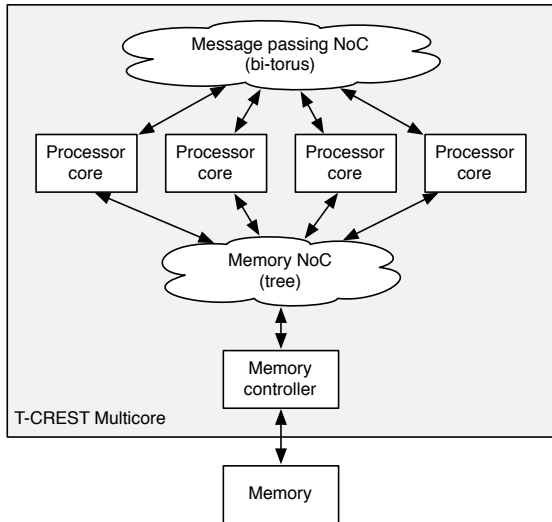 Message passing NoC
(bi-torus)
Processor
core
Processor
core
Processor
core
Processor
core
Memory NoC
(tree)
Memory
controller
T-CREST Multicore
Memory